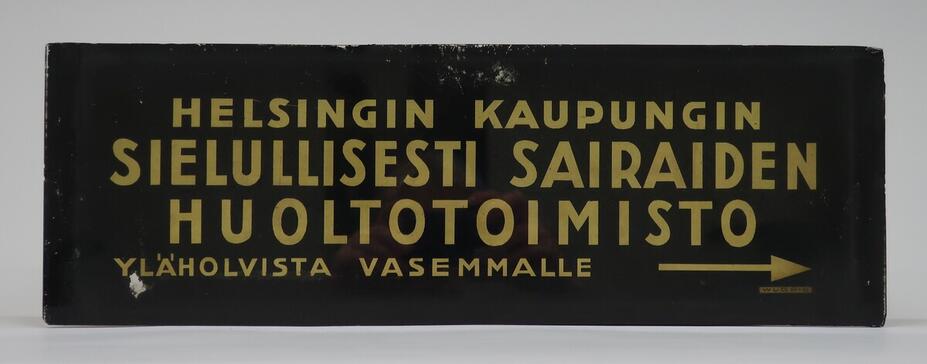 HELSINGIN KAUPUNGIN
SIELULLISESTI SAIRAIDEN
HUOLTOTOIMISTO
YLÄHOLVISTA VASEMMALLE